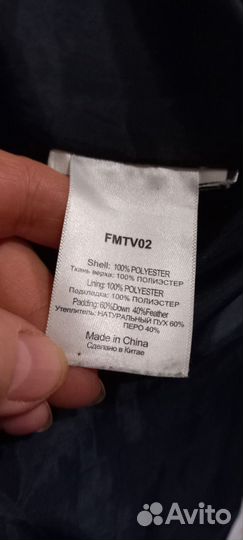 FMTV02
Shell: 100% POLYESTER
Ткань верха: 100% ПОЛИЭСТЕР
Lining: 100% POLYESTER
Подкладка: 100% ПОЛИЭСТЕР
Padding: 60%Down 40%Feather
Утеплитель: НАТУРАЛЬНЫЙ ПУХ 60%
ПЕРО 40%
Made in China
Сделано в Китае
Avito